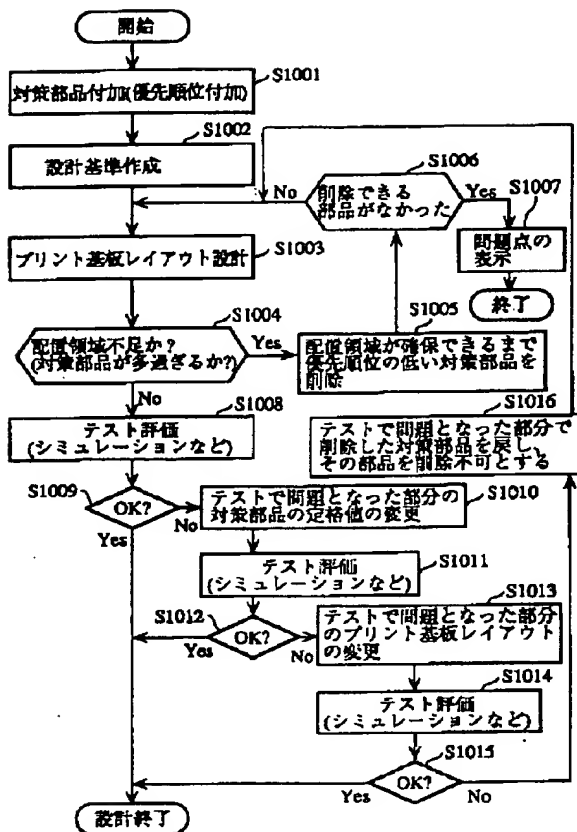 開始
S1001
対策部品付加(優先順位付加)
S1002
設計基準作成
S1006
削除できる
部品がなかった
No
Yes
S1007
問題点の
表示
終了
S1003
プリント基板レイアウト設計
S1004
配置領域不足か?
(対策部品が多過ぎるか?)
Yes
No
S1005
配置領域が確保できるまで
優先順位の低い対策部品を
削除
S1008
テスト評価
(シミュレーションなど)
S1016
テストで問題となった部分で
削除した対策部品を戻し、
その部品を削除不可とする
S1009
OK?
No
Yes
S1010
テストで問題となった部分の
対策部品の定格値の変更
S1011
テスト評価
(シミュレーションなど)
S1012
OK?
Yes
No
S1013
テストで問題となった部分
のプリント基板レイアウト
の変更
S1014
テスト評価
(シミュレーションなど)
S1015
OK?
Yes
No
設計終了